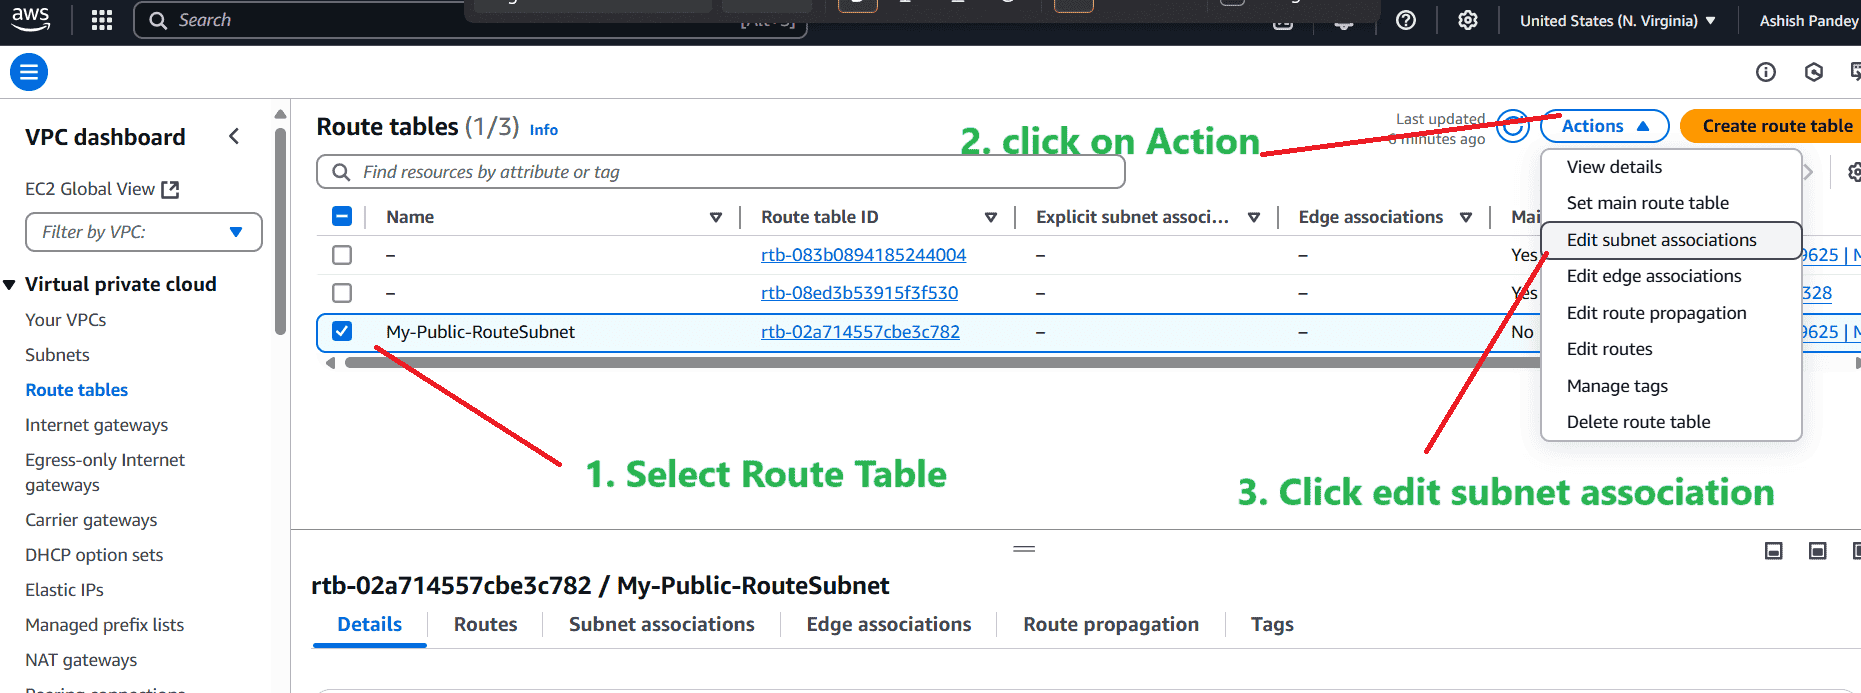 aws
Search
[Alt+S]
United States (N. Virginia)
Ashish Pandey
VPC dashboard
EC2 Global View
Filter by VPC:
Virtual private cloud
Your VPCs
Subnets
Route tables
Internet gateways
Egress-only Internet
gateways
Carrier gateways
DHCP option sets
Elastic IPs
Managed prefix lists
NAT gateways
Peering connections
Route tables (1/3) Info
2. click on Action
Last updated
6 minutes ago
Actions
Create route table
Find resources by attribute or tag
Name
Route table ID
Explicit subnet associ...
Edge associations
Mai
– rtb-083b0894185244004 – – Yes 9625 | M
– rtb-08ed3b53915f3f530 – – Yes 328
My-Public-RouteSubnet rtb-02a714557cbe3c782 – – No 9625 | M
View details
Set main route table
Edit subnet associations
Edit edge associations
Edit route propagation
Edit routes
Manage tags
Delete route table
1. Select Route Table
3. Click edit subnet association
rtb-02a714557cbe3c782 / My-Public-RouteSubnet
Details
Routes
Subnet associations
Edge associations
Route propagation
Tags